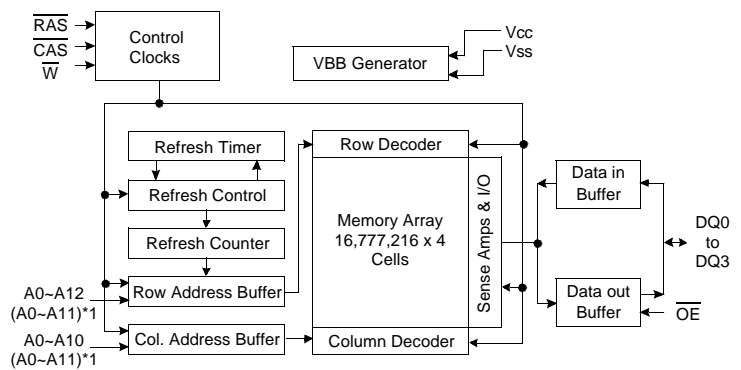 RAS
CAS
W
Control
Clocks
VBB Generator
Vcc
Vss
Refresh Timer
Refresh Control
Refresh Counter
Row Address Buffer
Col. Address Buffer
A0~A12
(A0~A11)*1
A0~A10
(A0~A11)*1
Row Decoder
Memory Array
16,777,216 x 4
Cells
Column Decoder
Sense Amps & I/O
Data in
Buffer
Data out
Buffer
DQ0
to
DQ3
OE